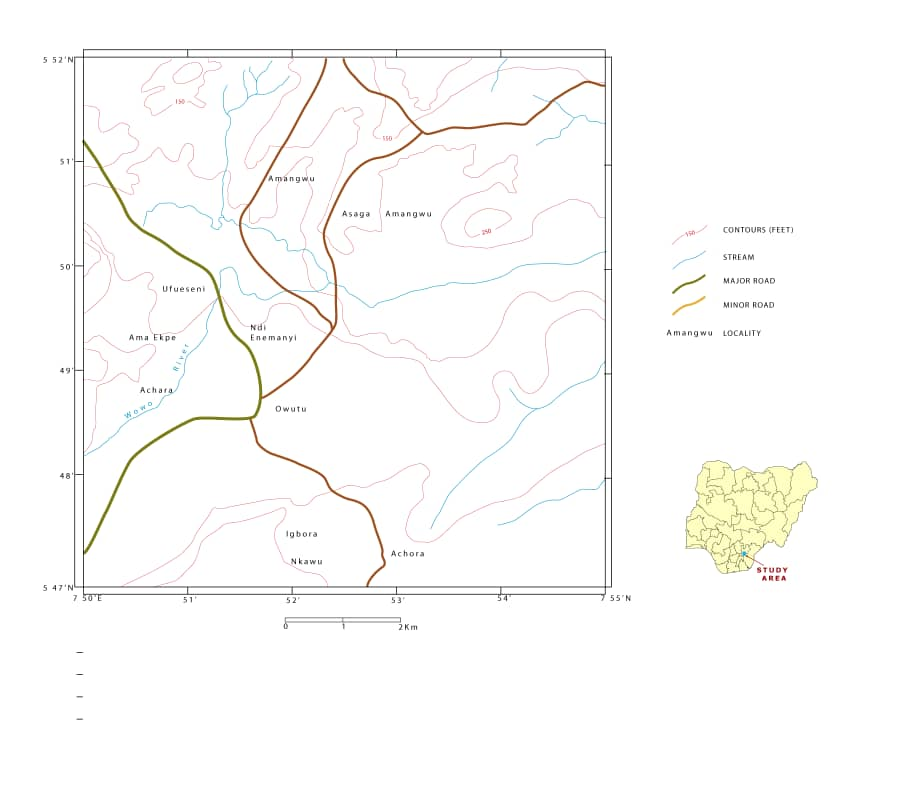 5 52'N
150
150
51'
Amangwu
Asaga Amangwu
250
150 CONTOURS (FEET)
STREAM
50'
MAJOR ROAD
Ufueseni
MINOR ROAD
Ndi
Enemanyi
Amangwu LOCALITY
Ama Ekpe
River
49'
Achara
Wowo
Owutu
48'
Igbora
Achora
Nkawu
STUDY
AREA
5 47'N
7 50'E 51' 52' 53' 54' 7 55'N
0 1 2Km